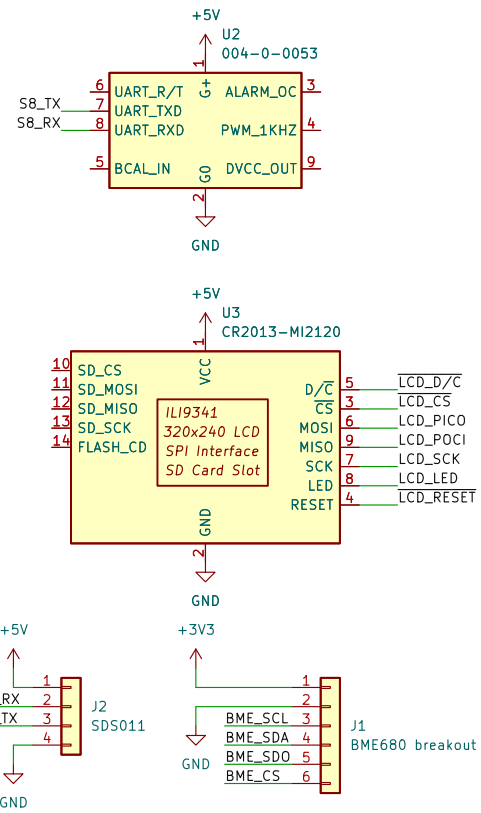 +5V
U2
004-0-0053
1
6 UART_R/T G+ ALARM_OC 3
S8_TX 7 UART_TXD
S8_RX 8 UART_RXD PWM_1KHZ 4
5 BCAL_IN G0 DVCC_OUT 9
2
GND
+5V
U3
CR2013-MI2120
1
VCC
10 SD_CS
11 SD_MOSI
12 SD_MISO
13 SD_SCK
14 FLASH_CD
ILI9341
320x240 LCD
SPI Interface
SD Card Slot
D/C 5 LCD_D/C
CS 3 LCD_CS
MOSI 6 LCD_PICO
MISO 9 LCD_POCI
SCK 7 LCD_SCK
LED 8 LCD_LED
RESET 4 LCD_RESET
GND
2
GND
+5V
1
_RX 2
_TX 3
4
J2
SDS011
GND
+3V3
1
2
BME_SCL 3
BME_SDA 4
BME_SDO 5
BME_CS 6
J1
BME680 breakout
GND